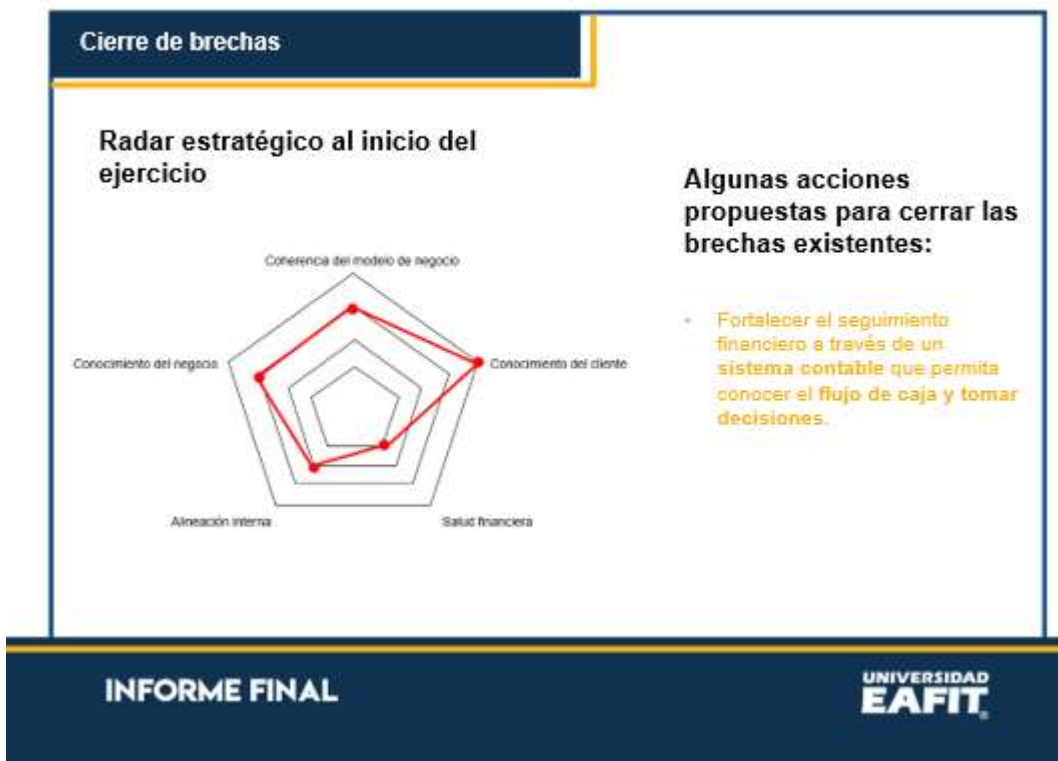 Cierre de brechas
Radar estratégico al inicio del
ejercicio
Coherencia del modelo de negocio
Conocimiento del negocio
Conocimiento del cliente
Alineación interna
Salud financiera
Algunas acciones
propuestas para cerrar las
brechas existentes:
- Fortalecer el seguimiento
financiero a través de un
sistema contable que permita
conocer el flujo de caja y tomar
decisiones.
INFORME FINAL
UNIVERSIDAD
EAFIT